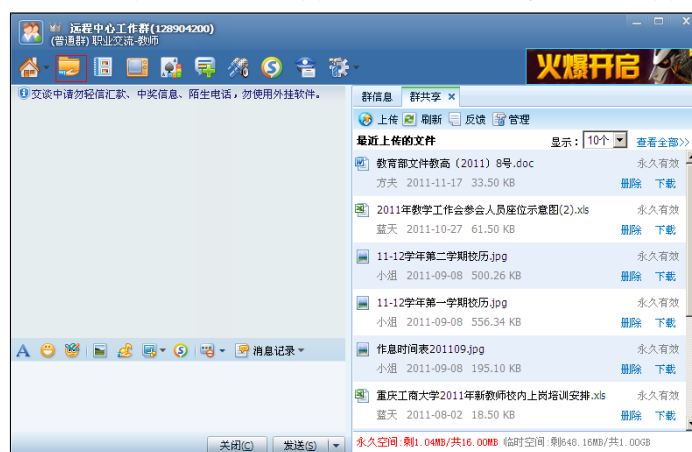 远程中心工作群(128904200)
(普通群)职业交流-教师
火爆开启
交谈中请勿轻信汇款、中奖信息、陌生电话，勿使用外挂软件。
群信息 群共享 ×
上传 刷新 反馈 管理
最近上传的文件 显示: 10个 查看全部>>
教育部文件教高（2011）8号.doc 永久有效
方夫 2011-11-17 33.50 KB 删除 下载
2011年教学工作会参会人员座位示意图(2).xls 永久有效
蓝天 2011-10-27 61.50 KB 删除 下载
11-12学年第二学期校历.jpg 永久有效
小俎 2011-09-08 500.26 KB 删除 下载
11-12学年第一学期校历.jpg 永久有效
小俎 2011-09-08 556.34 KB 删除 下载
作息时间表201109.jpg 永久有效
小俎 2011-09-08 195.10 KB 删除 下载
重庆工商大学2011年新教师校内上岗培训安排.xls 永久有效
蓝天 2011-08-02 18.50 KB 删除 下载
消息记录
关闭(C) 发送(S)
永久空间:剩1.04MB/共16.00MB 临时空间:剩648.16MB/共1.00GB